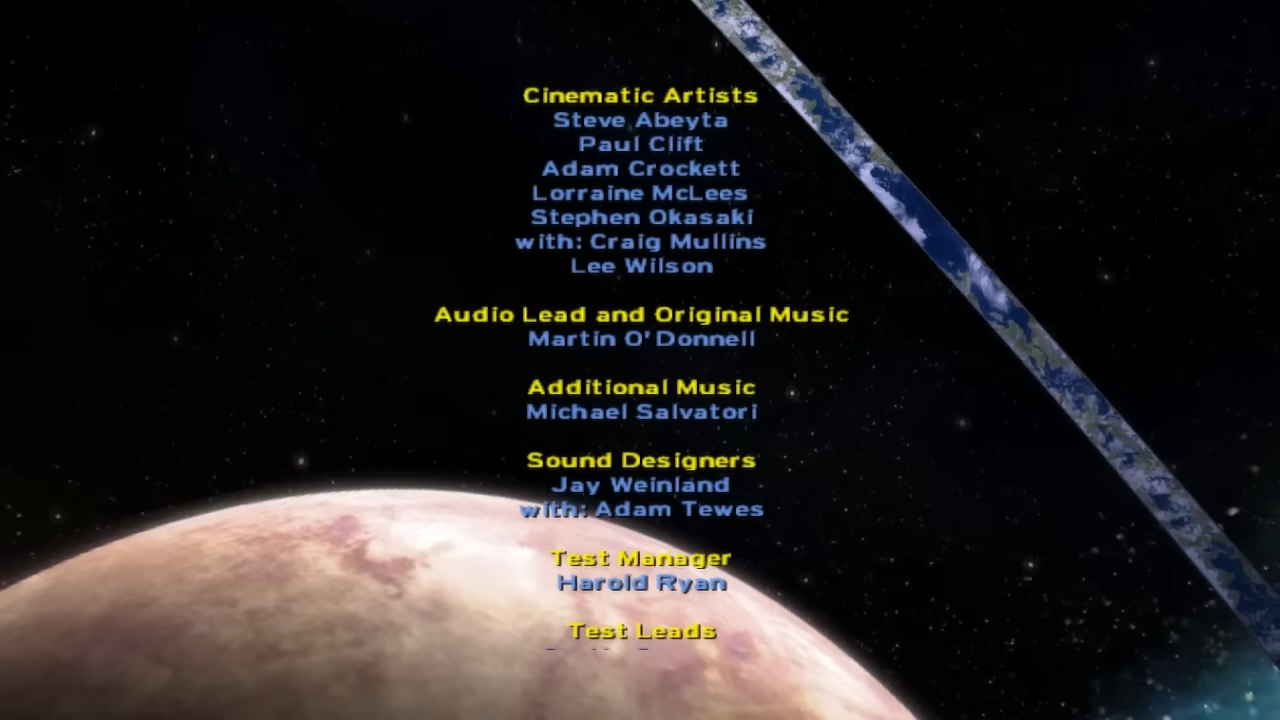 Cinematic Artists
Steve Abeyta
Paul Clift
Adam Crockett
Lorraine McLees
Stephen Okasaki
with: Craig Mullins
Lee Wilson
Audio Lead and Original Music
Martin O'Donnell
Additional Music
Michael Salvatori
Sound Designers
Jay Weinland
with: Adam Tewes
Test Manager
Harold Ryan
Test Leads